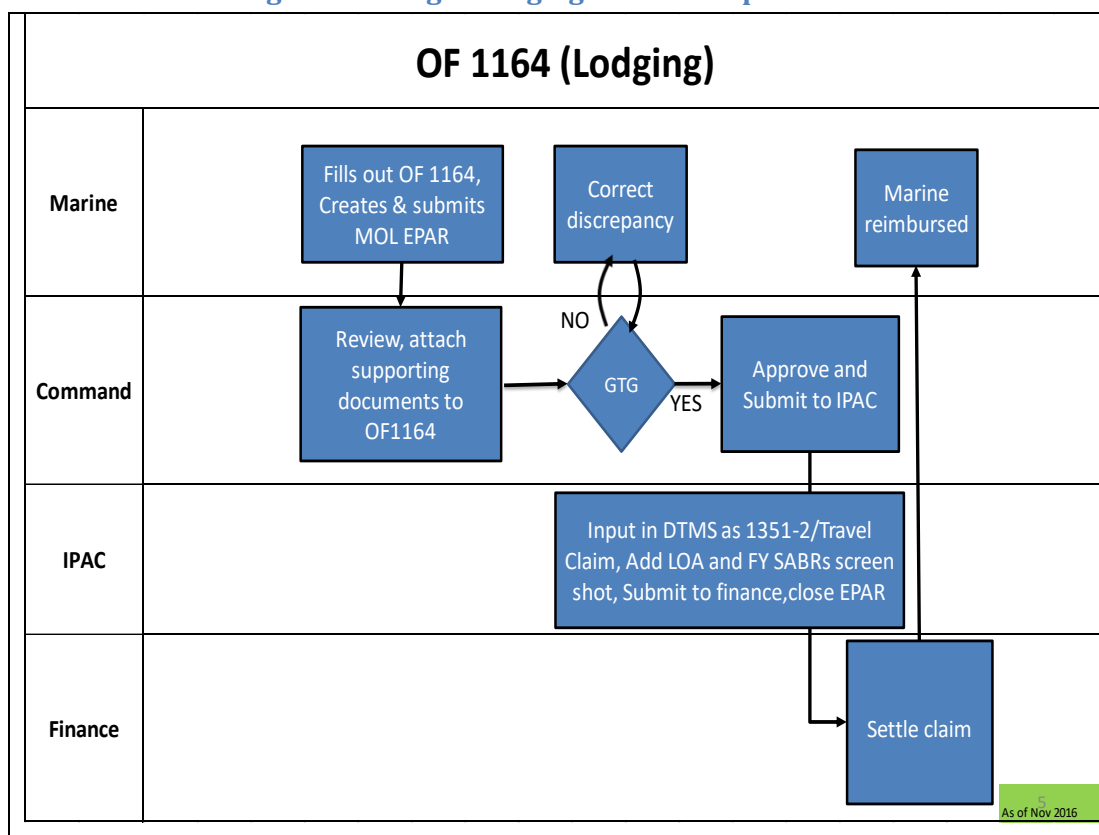 OF 1164 (Lodging)
Marine
Fills out OF 1164,
Creates & submits
MOL EPAR
Correct
discrepancy
Marine
reimbursed
Command
Review, attach
supporting
documents to
OF1164
NO
GTG
YES
Approve and
Submit to IPAC
IPAC
Input in DTMS as 1351-2/Travel
Claim, Add LOA and FY SABRs screen
shot, Submit to finance,close EPAR
Finance
Settle claim
5
As of Nov 2016